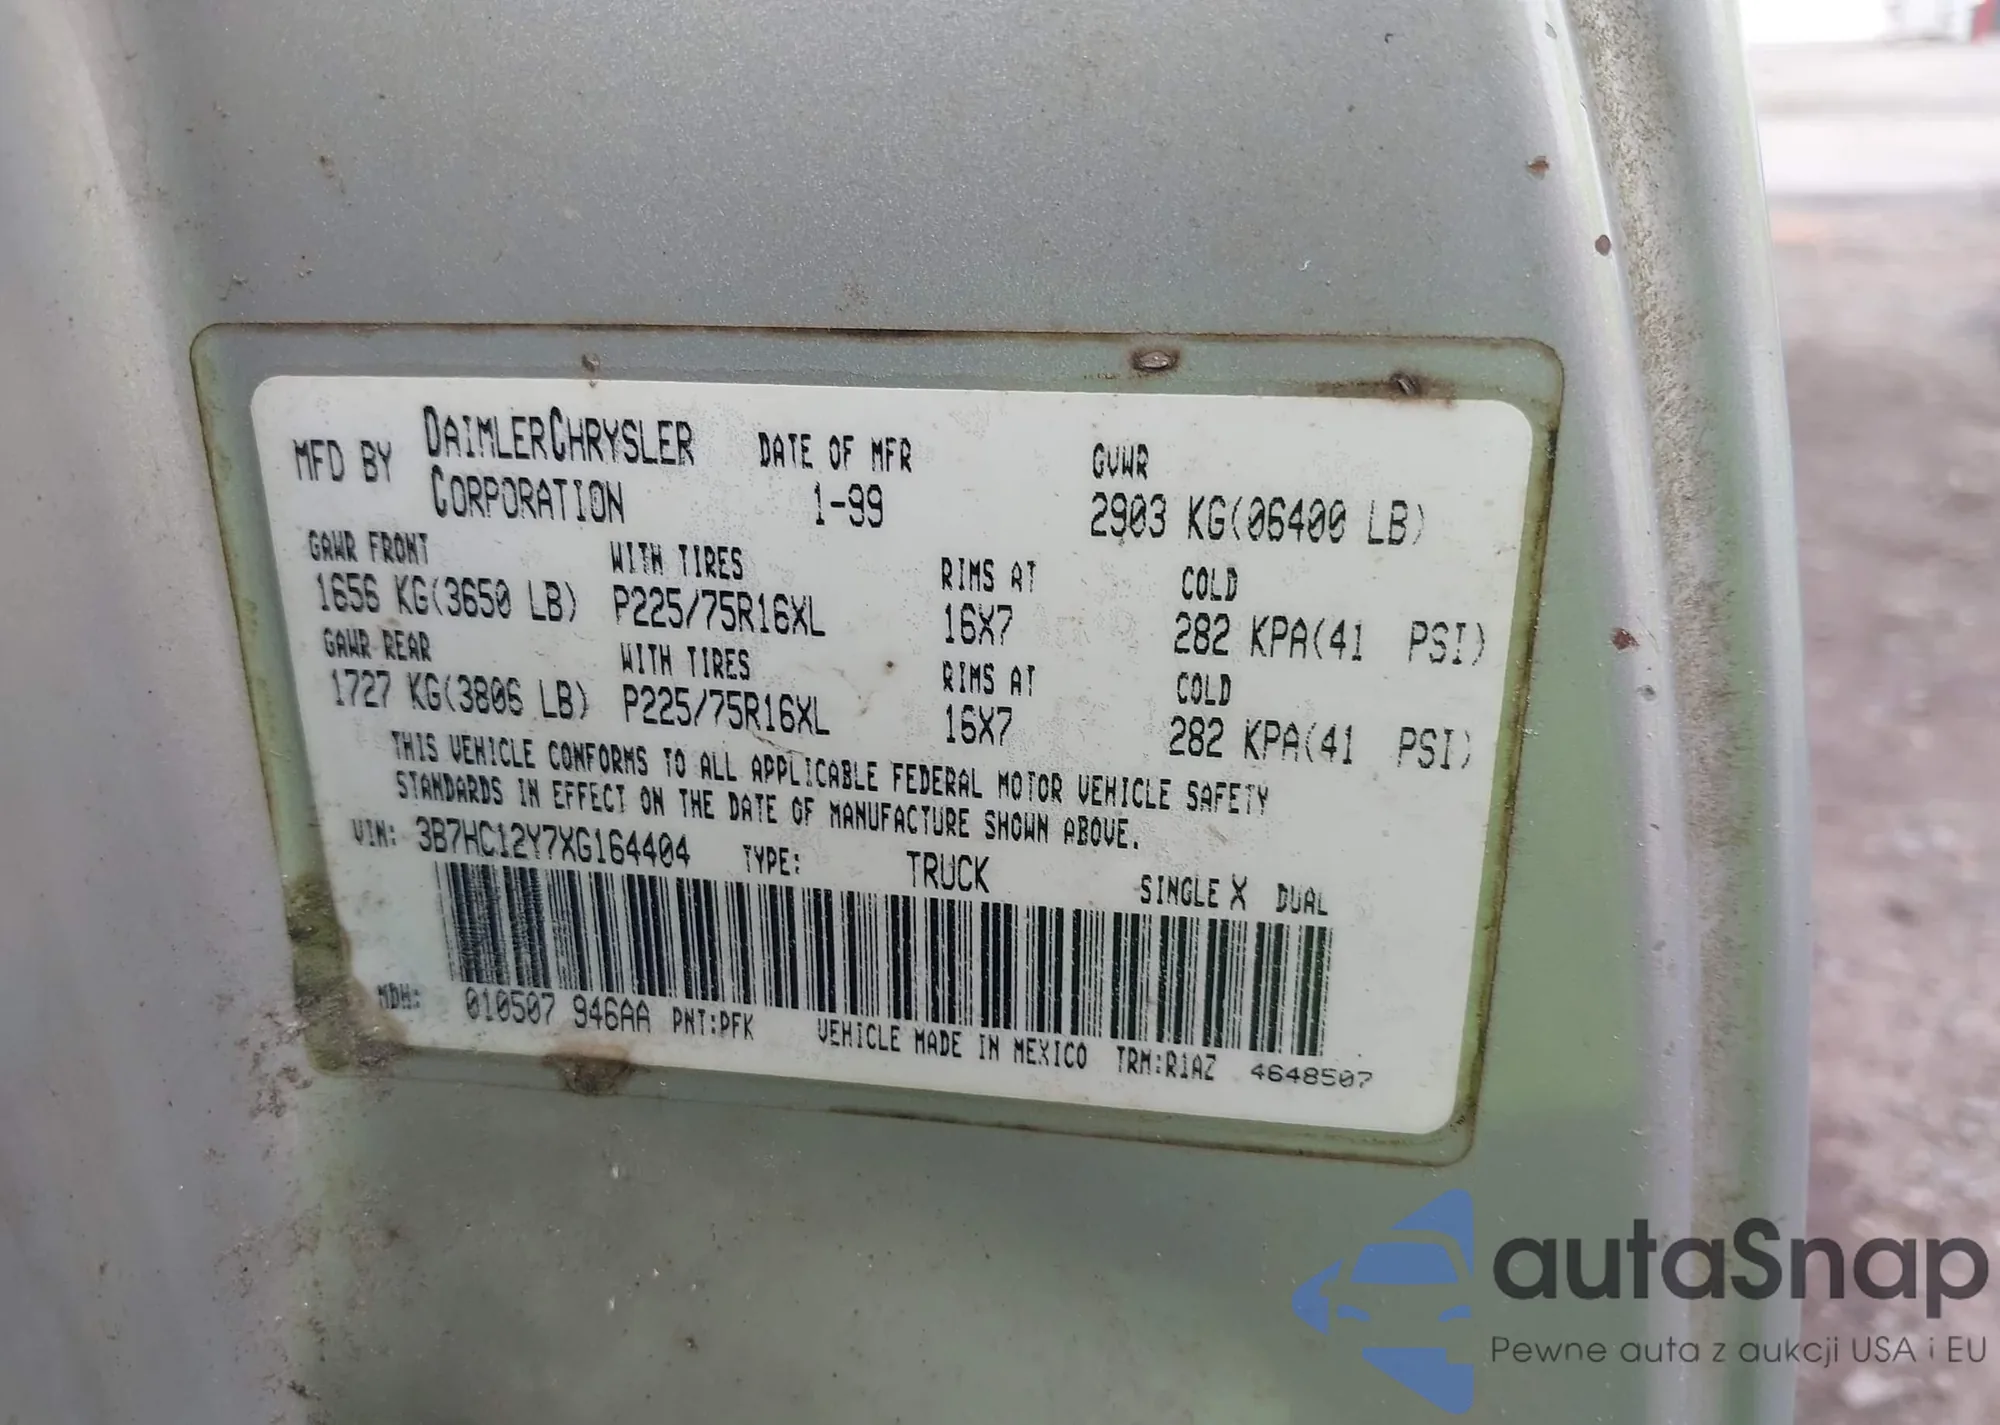 MFD BY DAIMLERCHRYSLER CORPORATION DATE OF MFR 1-99 GVWR 2903 KG(06400 LB)
GAWR FRONT WITH TIRES RIMS AT COLD
1656 KG(3650 LB) P225/75R16XL 16X7 282 KPA(41 PSI)
GAWR REAR WITH TIRES RIMS AT COLD
1727 KG(3806 LB) P225/75R16XL 16X7 282 KPA(41 PSI)
THIS VEHICLE CONFORMS TO ALL APPLICABLE FEDERAL MOTOR VEHICLE SAFETY
STANDARDS IN EFFECT ON THE DATE OF MANUFACTURE SHOWN ABOVE.
VIN: 3B7HC12Y7XG164404 TYPE: TRUCK SINGLE X DUAL
MDH: 010507 946AA PNT:PFK VEHICLE MADE IN MEXICO TRM:R1AZ 4648507
autaSnap
Pewne auta z aukcji USA i EU